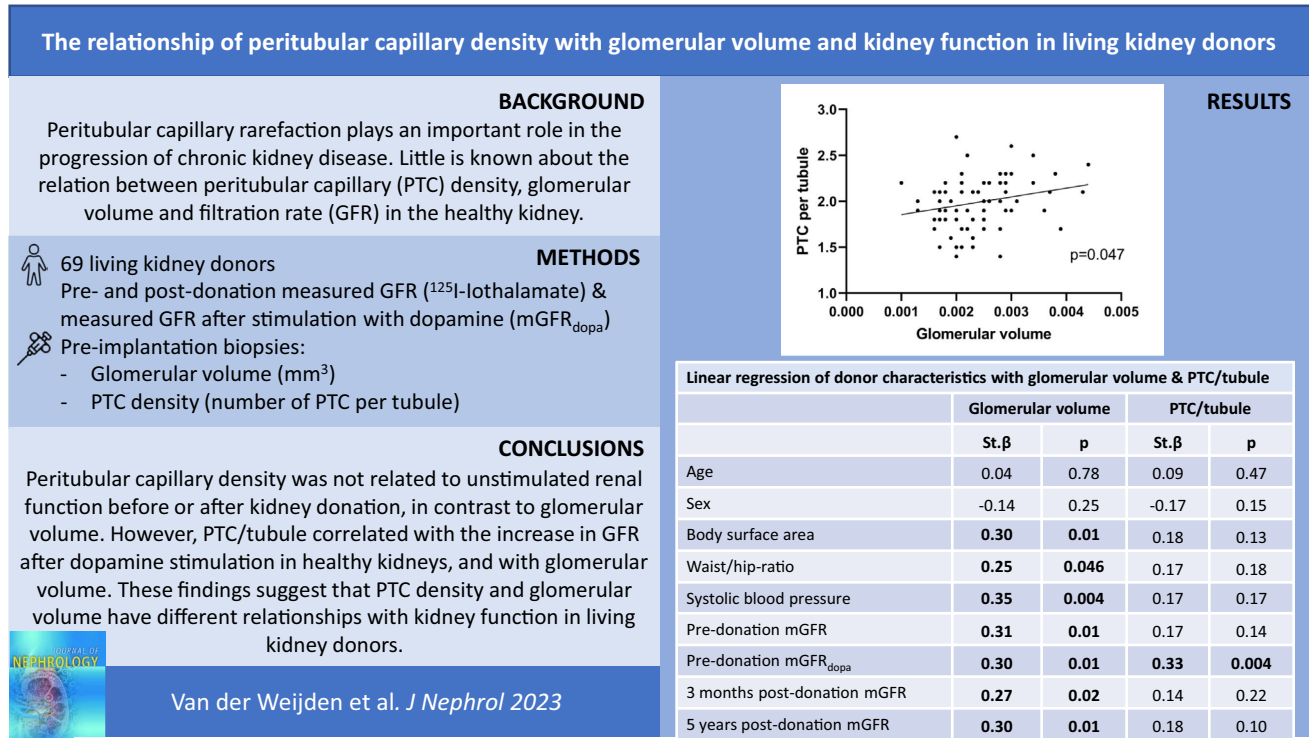 The relationship of peritubular capillary density with glomerular volume and kidney function in living kidney donors
BACKGROUND
Peritubular capillary rarefaction plays an important role in the
progression of chronic kidney disease. Little is known about the
relation between peritubular capillary (PTC) density, glomerular
volume and filtration rate (GFR) in the healthy kidney.
METHODS
69 living kidney donors
Pre- and post-donation measured GFR (¹²⁵I-Iothalamate) &
measured GFR after stimulation with dopamine (mGFRdopa)
Pre-implantation biopsies:
- Glomerular volume (mm³)
- PTC density (number of PTC per tubule)
CONCLUSIONS
Peritubular capillary density was not related to unstimulated renal
function before or after kidney donation, in contrast to glomerular
volume. However, PTC/tubule correlated with the increase in GFR
after dopamine stimulation in healthy kidneys, and with glomerular
volume. These findings suggest that PTC density and glomerular
volume have different relationships with kidney function in living
kidney donors.
JOURNAL OF
NEPHROLOGY
Van der Weijden et al. J Nephrol 2023
RESULTS
PTC per tubule
3.0
2.5
2.0
1.5
1.0
p=0.047
0.000 0.001 0.002 0.003 0.004 0.005
Glomerular volume
Linear regression of donor characteristics with glomerular volume & PTC/tubule
Glomerular volume PTC/tubule
St.β p St.β p
Age 0.04 0.78 0.09 0.47
Sex -0.14 0.25 -0.17 0.15
Body surface area 0.30 0.01 0.18 0.13
Waist/hip-ratio 0.25 0.046 0.17 0.18
Systolic blood pressure 0.35 0.004 0.17 0.17
Pre-donation mGFR 0.31 0.01 0.17 0.14
Pre-donation mGFRdopa 0.30 0.01 0.33 0.004
3 months post-donation mGFR 0.27 0.02 0.14 0.22
5 years post-donation mGFR 0.30 0.01 0.18 0.10